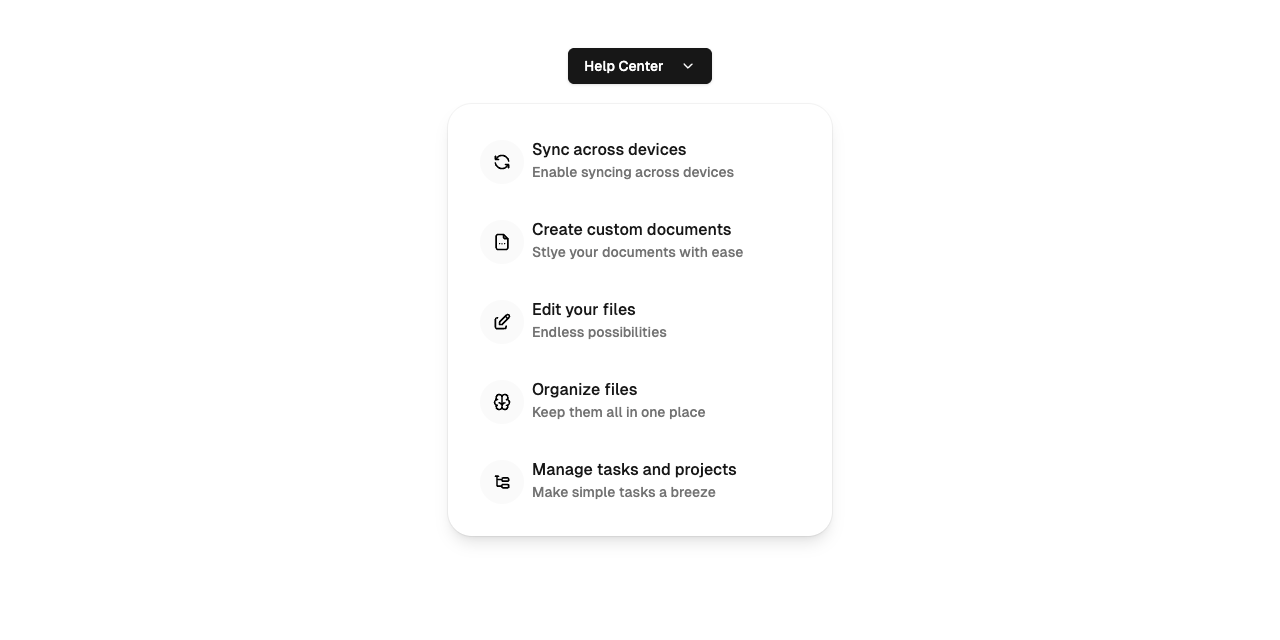 Help Center
Sync across devices
Enable syncing across devices
Create custom documents
Stlye your documents with ease
Edit your files
Endless possibilities
Organize files
Keep them all in one place
Manage tasks and projects
Make simple tasks a breeze